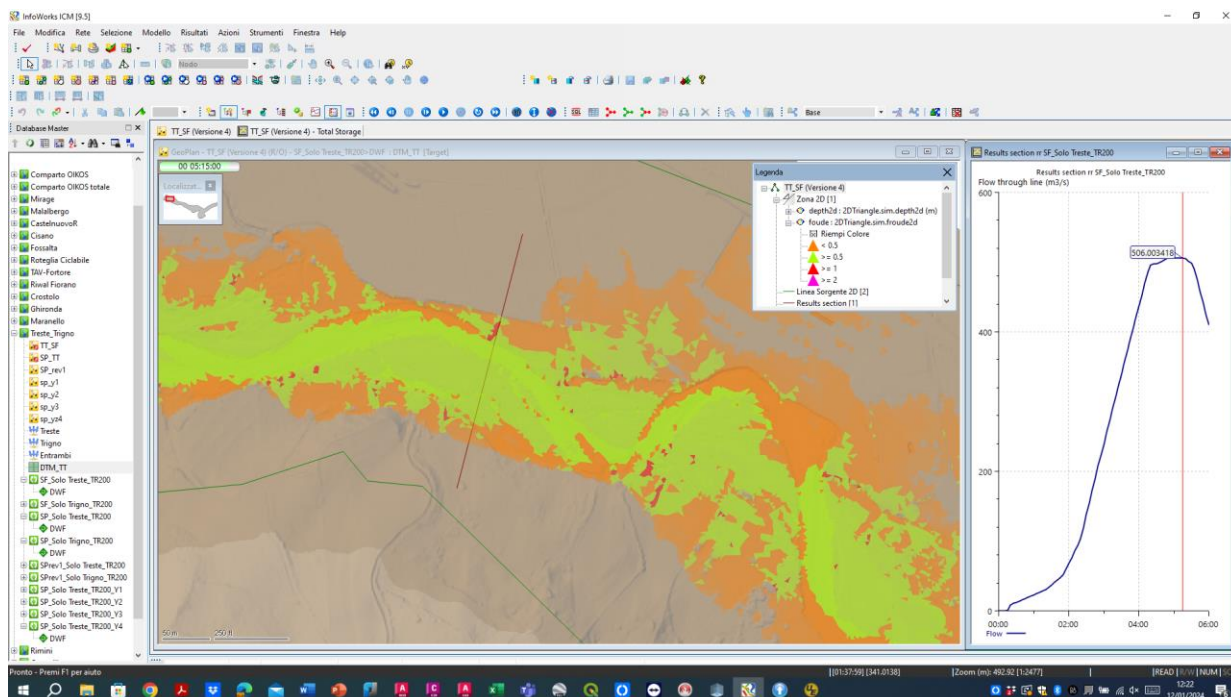 InfoWorks ICM [9.5]
File Modifica Rete Selezione Modello Risultati Azioni Strumenti Finestra Help
Nodo
Base
Database Master
TT_SF (Versione 4) TT_SF (Versione 4) - Total Storage
Comparto OIKOS
Comparto OIKOS totale
Mirage
Malalbergo
CastelnuovoR
Cisano
Fossalta
Roteglia Ciclabile
TAV-Fortore
Riwal Fiorano
Crostolo
Ghironda
Maranello
Treste_Trigno
TT_SF
SP_TT
SP_rev1
sp_y1
sp_y2
sp_y3
sp_yz4
Treste
Trigno
Entrambi
DTM_TT
SF_Solo Treste_TR200
DWF
SF_Solo Trigno_TR200
SP_Solo Treste_TR200
DWF
SP_Solo Trigno_TR200
DWF
SPrev1_Solo Treste_TR200
SPrev1_Solo Trigno_TR200
SP_Solo Treste_TR200_Y1
SP_Solo Treste_TR200_Y2
SP_Solo Treste_TR200_Y3
SP_Solo Treste_TR200_Y4
DWF
Rimini
GeoPlan - TT_SF (Versione 4) (R/O) - SF_Solo Treste_TR200>DWF : DTM_TT [Target]
00 05:15:00
Localizzat...
Legenda
TT_SF (Versione 4)
Zona 2D [1]
depth2d : 2DTriangle.sim.depth2d (m)
foude : 2DTriangle.sim.froude2d
Riempi Colore
< 0.5
>= 0.5
>= 1
>= 2
Linea Sorgente 2D [2]
Results section [1]
50 m
250 ft
Results section rr SF_Solo Treste_TR200
Results section rr SF_Solo Treste_TR200
Flow through line (m3/s)
600
506.003418
400
200
0
00:00 02:00 04:00 06:00
Flow
Pronto - Premi F1 per aiuto
[01:37:59] [341.0138]
[Zoom (m): 492.92 [1:2477]
READ R/W NUM
12:22
12/01/2024